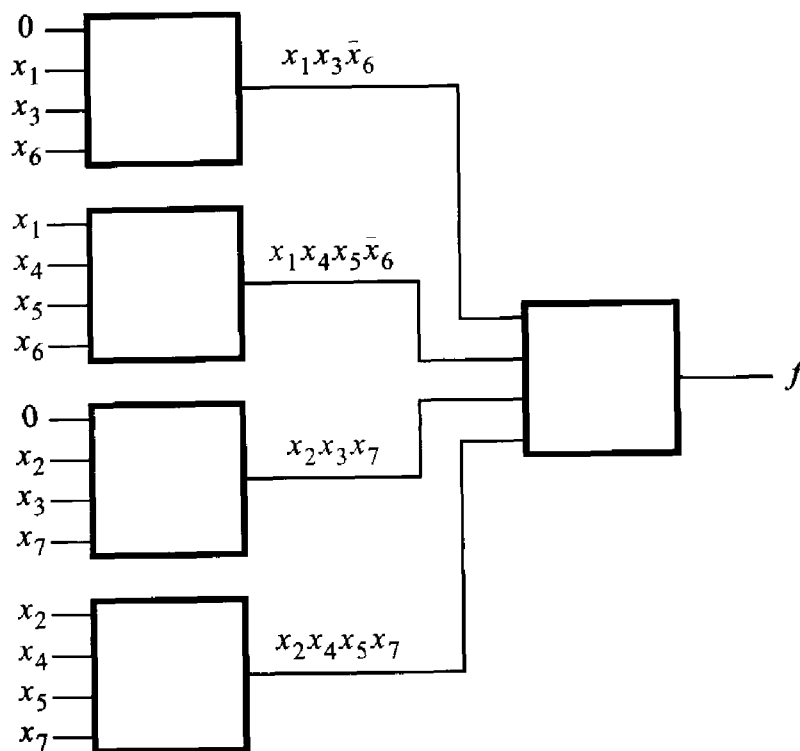 0
x₁
x₃
x₆
x₁x₃x̄₆
x₁
x₄
x₅
x₆
x₁x₄x₅x̄₆
f
0
x₂
x₃
x₇
x₂x₃x₇
x₂
x₄
x₅
x₇
x₂x₄x₅x₇